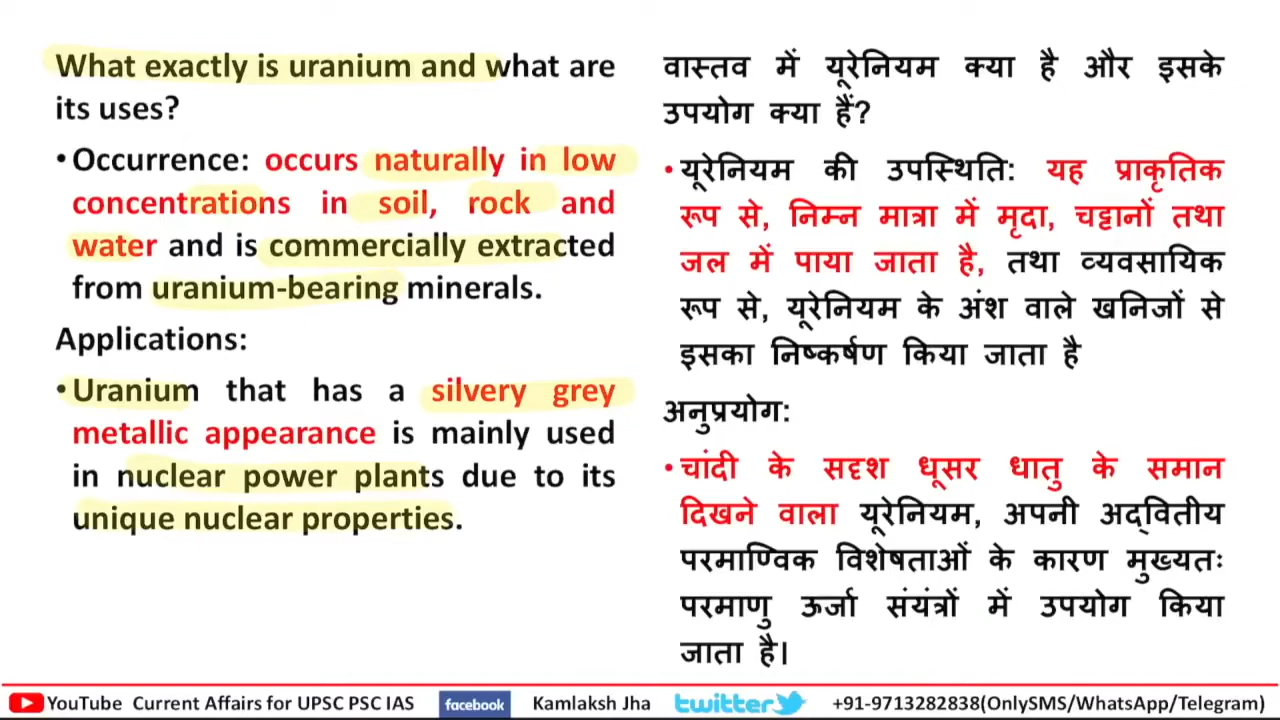 What exactly is uranium and what are
its uses?
•Occurrence: occurs naturally in low
concentrations in soil, rock and
water and is commercially extracted
from uranium-bearing minerals.
Applications:
•Uranium that has a silvery grey
metallic appearance is mainly used
in nuclear power plants due to its
unique nuclear properties.
वास्तव में यूरेनियम क्या है और इसके
उपयोग क्या हैं?
•यूरेनियम की उपस्थिति: यह प्राकृतिक
रूप से, निम्न मात्रा में मृदा, चट्टानों तथा
जल में पाया जाता है, तथा व्यवसायिक
रूप से, यूरेनियम के अंश वाले खनिजों से
इसका निष्कर्षण किया जाता है
अनुप्रयोग:
•चांदी के सदृश धूसर धातु के समान
दिखने वाला यूरेनियम, अपनी अद्वितीय
परमाण्विक विशेषताओं के कारण मुख्यतः
परमाणु ऊर्जा संयंत्रों में उपयोग किया
जाता है।
YouTube Current Affairs for UPSC PSC IAS facebook Kamlaksh Jha twitter +91-9713282838(OnlySMS/WhatsApp/Telegram)